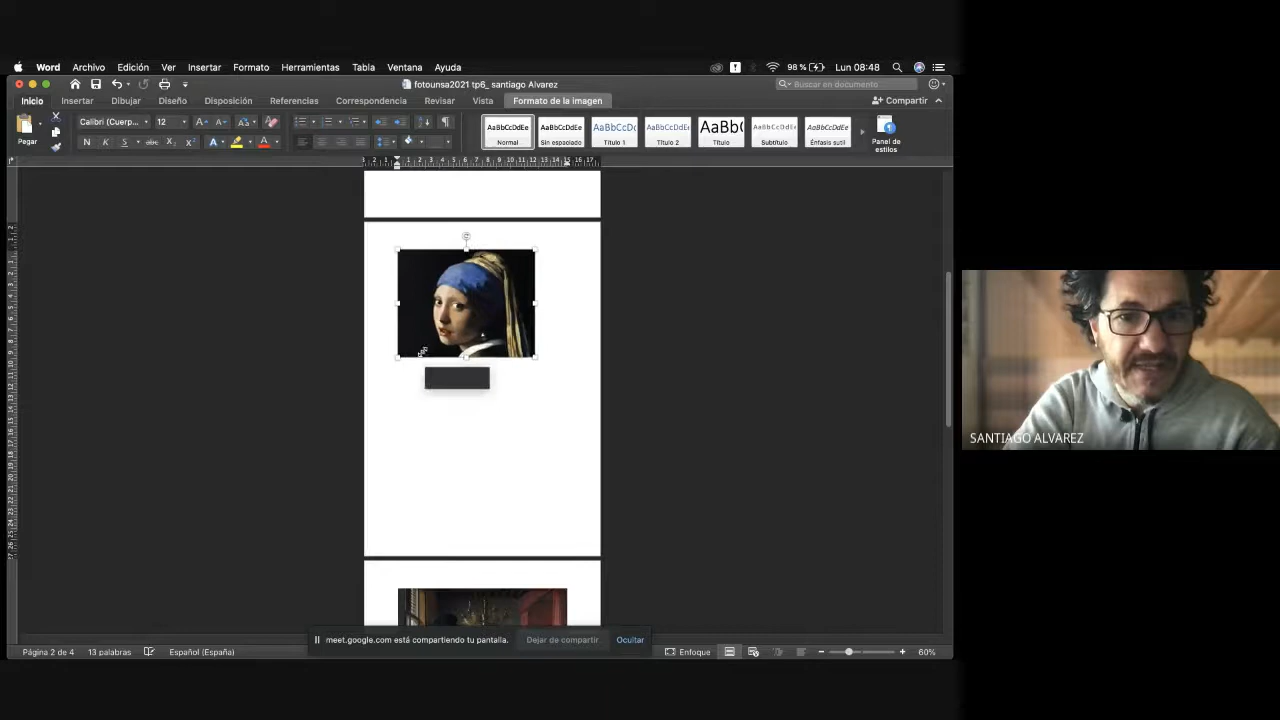 Word Archivo Edición Ver Insertar Formato Herramientas Tabla Ventana Ayuda 98 % Lun 08:48
fotounsa2021 tp6_ santiago Alvarez Buscar en documento
Inicio Insertar Dibujar Diseño Disposición Referencias Correspondencia Revisar Vista Formato de la imagen Compartir
Pegar
Calibri (Cuerp... 12
N K S abc X X
AaBbCcDdEe AaBbCcDdEe AaBbCcDc AaBbCcDdEe AaBb( AaBbCcDdEe AaBbCcDdEe
Normal Sin espaciado Título 1 Título 2 Título Subtítulo Énfasis sutil
Panel de estilos
SANTIAGO ALVAREZ
meet.google.com está compartiendo tu pantalla. Dejar de compartir Ocultar
Página 2 de 4 13 palabras Español (España) Enfoque 60%